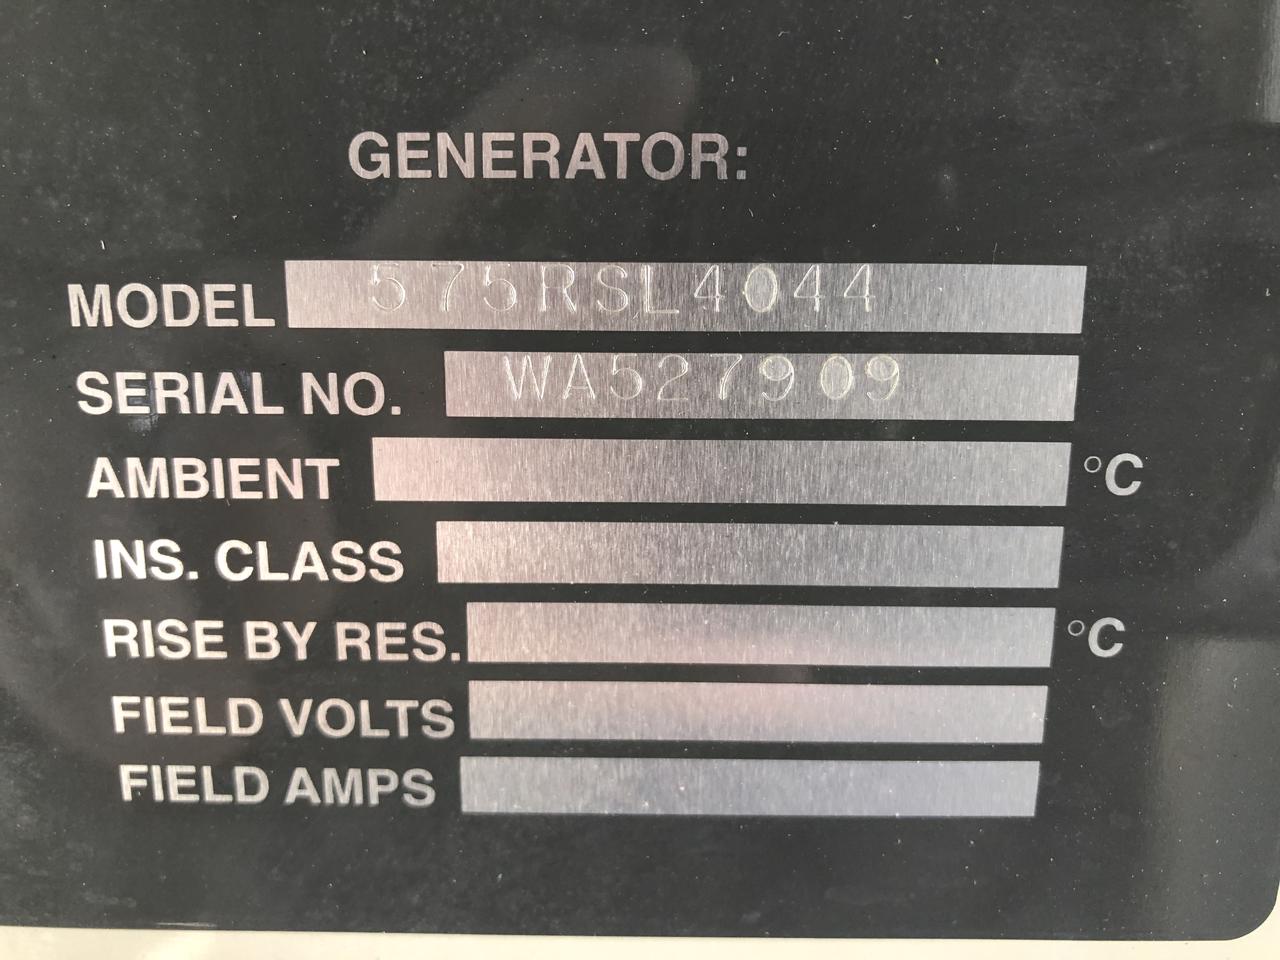 GENERATOR:
MODEL 575RSL4044
SERIAL NO. WA527909
AMBIENT °C
INS. CLASS
RISE BY RES. °C
FIELD VOLTS
FIELD AMPS